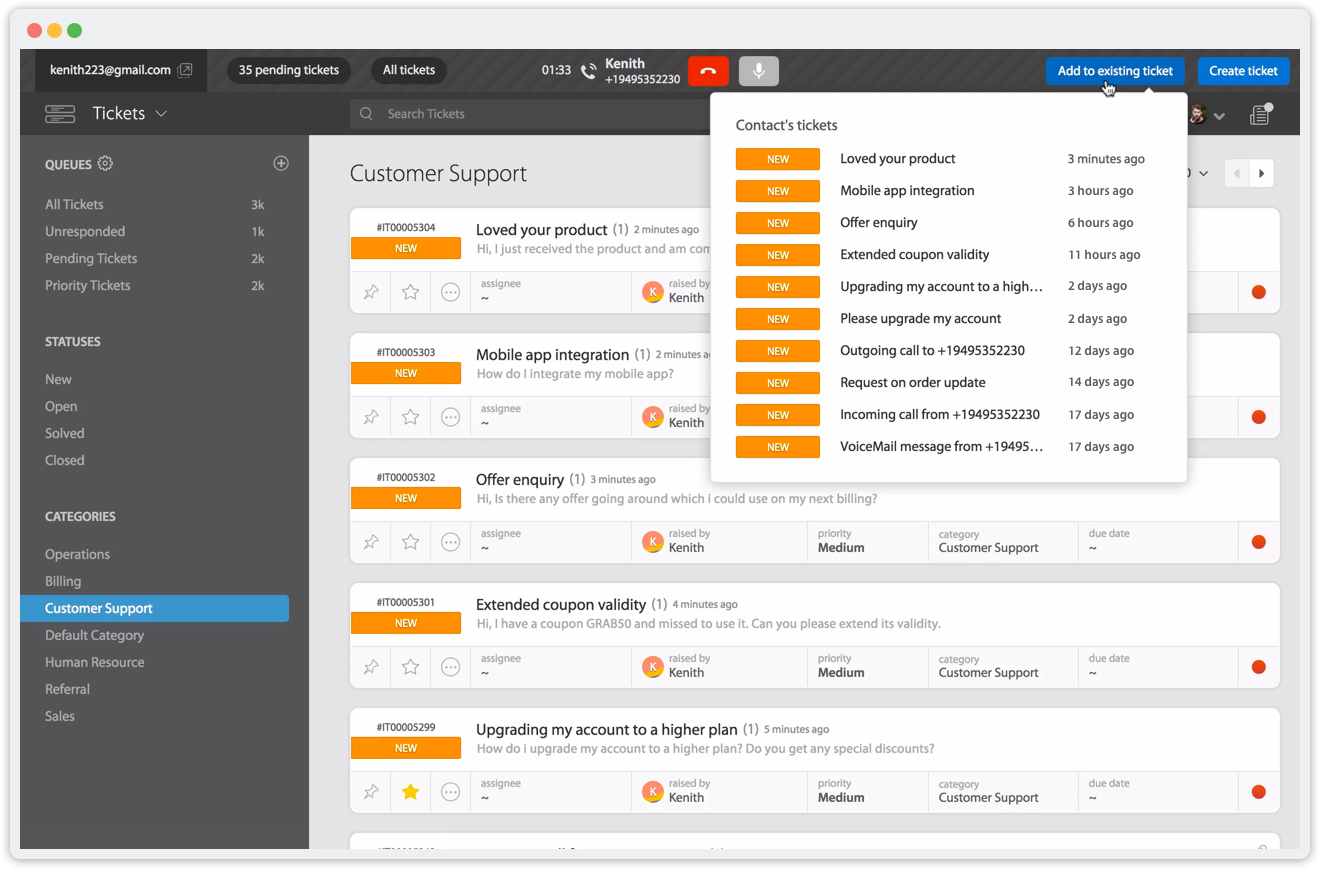 kenith223@gmail.com
35 pending tickets
All tickets
01:33
Kenith
+19495352230
Add to existing ticket
Create ticket
Tickets
Search Tickets
QUEUES
All Tickets 3k
Unresponded 1k
Pending Tickets 2k
Priority Tickets 2k
STATUSES
New
Open
Solved
Closed
CATEGORIES
Operations
Billing
Customer Support
Default Category
Human Resource
Referral
Sales
Contact's tickets
NEW Loved your product 3 minutes ago
NEW Mobile app integration 3 hours ago
NEW Offer enquiry 6 hours ago
NEW Extended coupon validity 11 hours ago
NEW Upgrading my account to a high… 2 days ago
NEW Please upgrade my account 2 days ago
NEW Outgoing call to +19495352230 12 days ago
NEW Request on order update 14 days ago
NEW Incoming call from +19495352230 17 days ago
NEW VoiceMail message from +19495… 17 days ago
Customer Support
#IT00005304
NEW
Loved your product (1) 2 minutes ago
Hi, I just received the product and am com
assignee
~
raised by
Kenith
#IT00005303
NEW
Mobile app integration (1) 2 minutes a
How do I integrate my mobile app?
assignee
~
raised by
Kenith
#IT00005302
NEW
Offer enquiry (1) 3 minutes ago
Hi, Is there any offer going around which i could use on my next billing?
assignee
~
raised by
Kenith
priority
Medium
category
Customer Support
due date
~
#IT00005301
NEW
Extended coupon validity (1) 4 minutes ago
Hi, I have a coupon GRAB50 and missed to use it. Can you please extend its validity.
assignee
~
raised by
Kenith
priority
Medium
category
Customer Support
due date
~
#IT00005299
NEW
Upgrading my account to a higher plan (1) 5 minutes ago
How do i upgrade my account to a higher plan? Do you get any special discounts?
assignee
~
raised by
Kenith
priority
Medium
category
Customer Support
due date
~